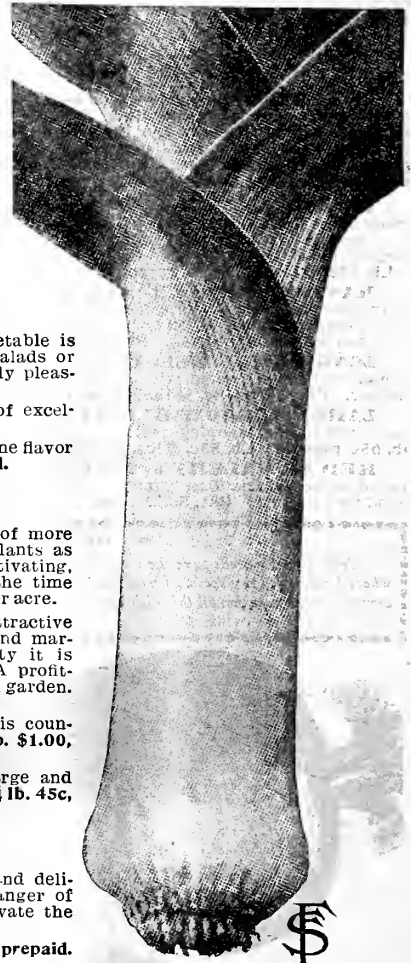 etable is
alads or
ly pleas-
of excel-
ne flavor
l.
of more
lants as
tivating,
he time
r acre.
ttractive
nd mar-
ty it is
A profit-
garden.
is coun-
b. $1.00,
rge and
lb. 45c,
nd deli-
anger of
vate the
prepaid.